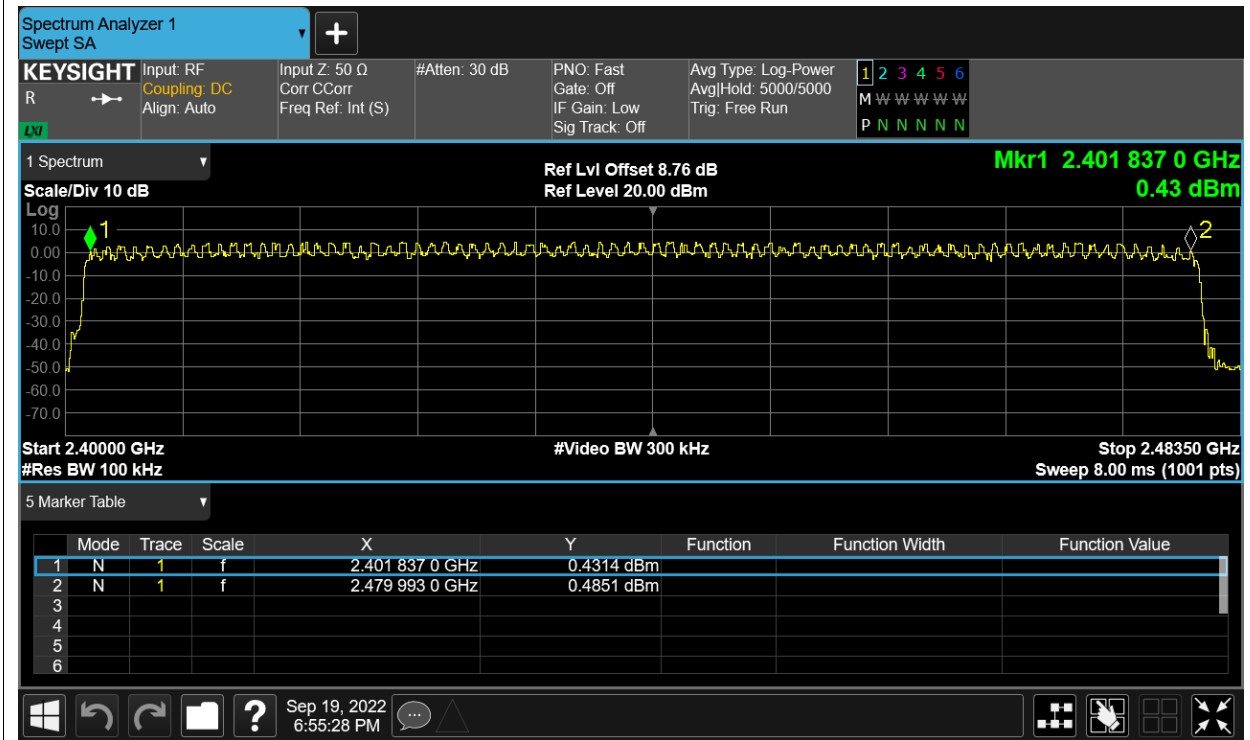 Spectrum Analyzer 1
Swept SA
+
KEYSIGHT
R
LXI
Input: RF
Coupling: DC
Align: Auto
Input Z: 50 Ω
Corr CCorr
Freq Ref: Int (S)
#Atten: 30 dB
PNO: Fast
Gate: Off
IF Gain: Low
Sig Track: Off
Avg Type: Log-Power
Avg|Hold: 5000/5000
Trig: Free Run
1 2 3 4 5 6
M W W W W W W
P N N N N N
1 Spectrum
Scale/Div 10 dB
Ref Lvl Offset 8.76 dB
Ref Level 20.00 dBm
Mkr1 2.401 837 0 GHz
0.43 dBm
Log
10.0
0.00
-10.0
-20.0
-30.0
-40.0
-50.0
-60.0
-70.0
1
2
Start 2.40000 GHz
#Res BW 100 kHz
#Video BW 300 kHz
Stop 2.48350 GHz
Sweep 8.00 ms (1001 pts)
5 Marker Table
Mode Trace Scale X Y Function Function Width Function Value
1 N 1 f 2.401 837 0 GHz 0.4314 dBm
2 N 1 f 2.479 993 0 GHz 0.4851 dBm
3
4
5
6
?
Sep 19, 2022
6:55:28 PM